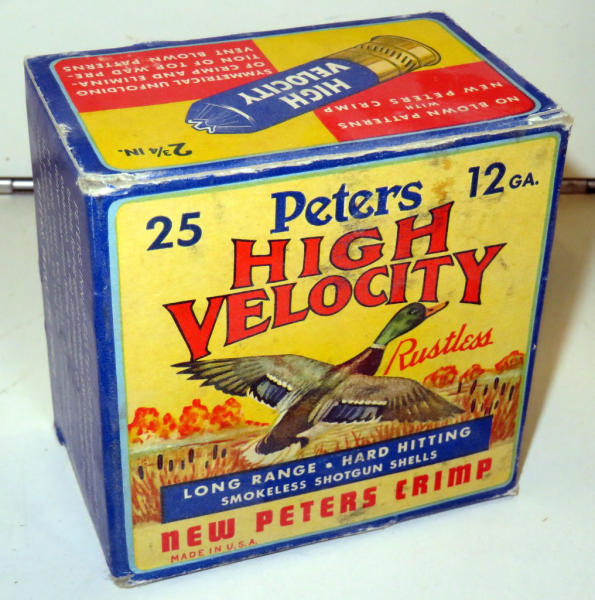 NO BLOWN PATTERNS
WITH
NEW PETERS CRIMP
HIGH
VELOCITY
SYMMETRICAL UNFOLDING
OF CRIMP AND ELIMINA-
TION OF TOP WAD PRE-
VENT BLOWN PATTERNS
2 3/4 IN.
25
Peters
12 GA.
HIGH
VELOCITY
Rustless
LONG RANGE • HARD HITTING
SMOKELESS SHOTGUN SHELLS
NEW PETERS CRIMP
MADE IN U.S.A.